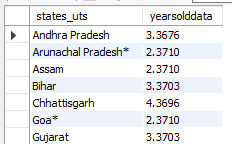 states_uts yearsolddata
Andhra Pradesh 3.3676
Arunachal Pradesh* 2.3710
Assam 2.3710
Bihar 3.3703
Chhattisgarh 4.3696
Goa* 2.3710
Gujarat 3.3703